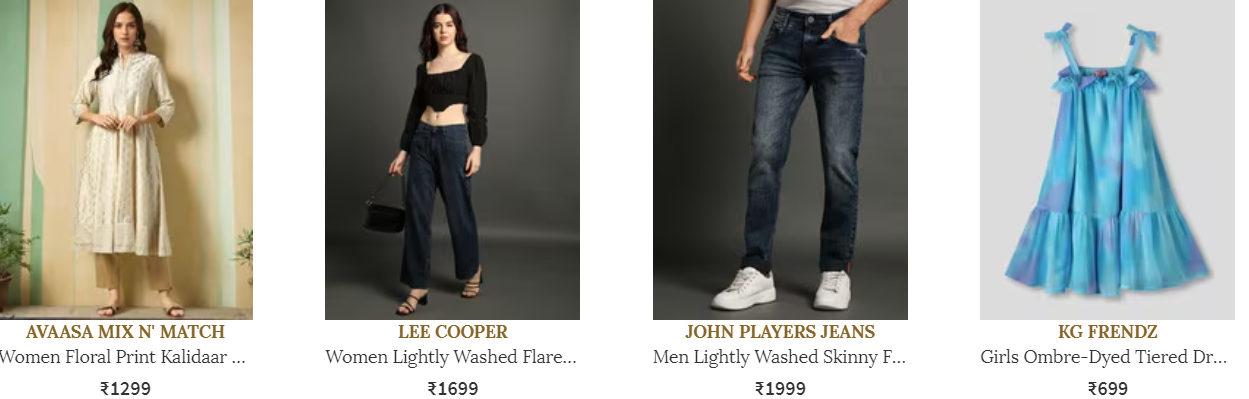 AVAASA MIX N' MATCH
Women Floral Print Kalidaar ...
₹1299
LEE COOPER
Women Lightly Washed Flare...
₹1699
JOHN PLAYERS JEANS
Men Lightly Washed Skinny F...
₹1999
KG FRENDZ
Girls Ombre-Dyed Tiered Dr...
₹699